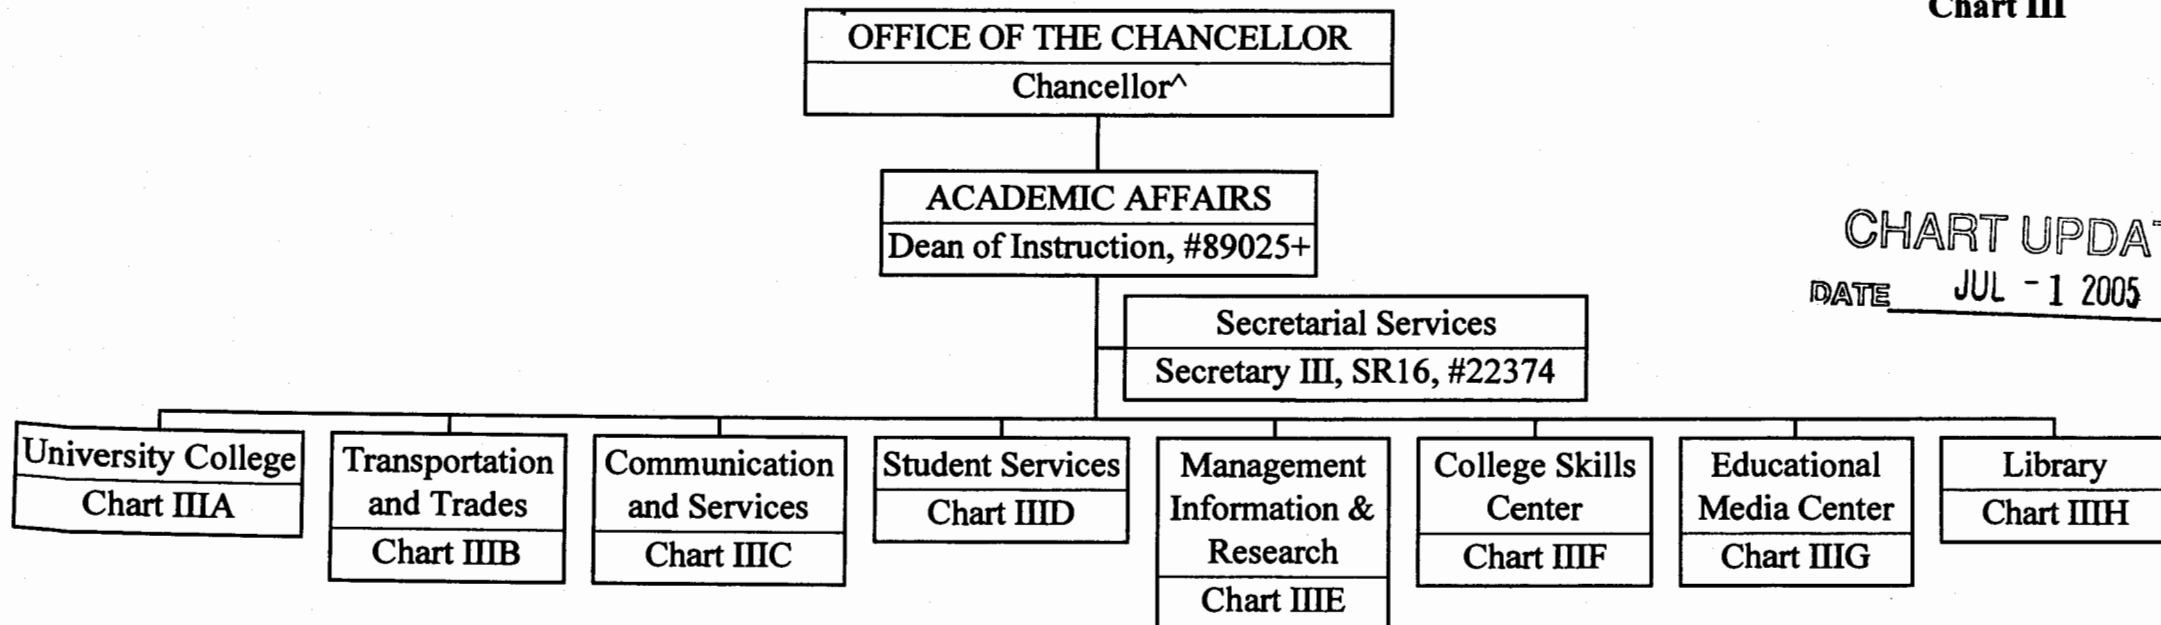 Chart III
OFFICE OF THE CHANCELLOR
Chancellor^
ACADEMIC AFFAIRS
Dean of Instruction, #89025+
CHART UPDAT
DATE JUL - 1 2005
Secretarial Services
Secretary III, SR16, #22374
University College
Chart IIIA
Transportation
and Trades
Chart IIIB
Communication
and Services
Chart IIIC
Student Services
Chart IIID
Management
Information &
Research
Chart IIIE
College Skills
Center
Chart IIIF
Educational
Media Center
Chart IIIG
Library
Chart IIIH